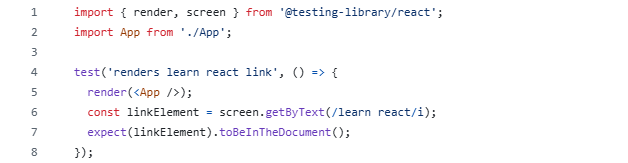 1 import { render, screen } from '@testing-library/react';
2 import App from './App';
3
4 test('renders learn react link', () => {
5   render(<App />);
6   const linkElement = screen.getByText(/learn react/i);
7   expect(linkElement).toBeInTheDocument();
8 });